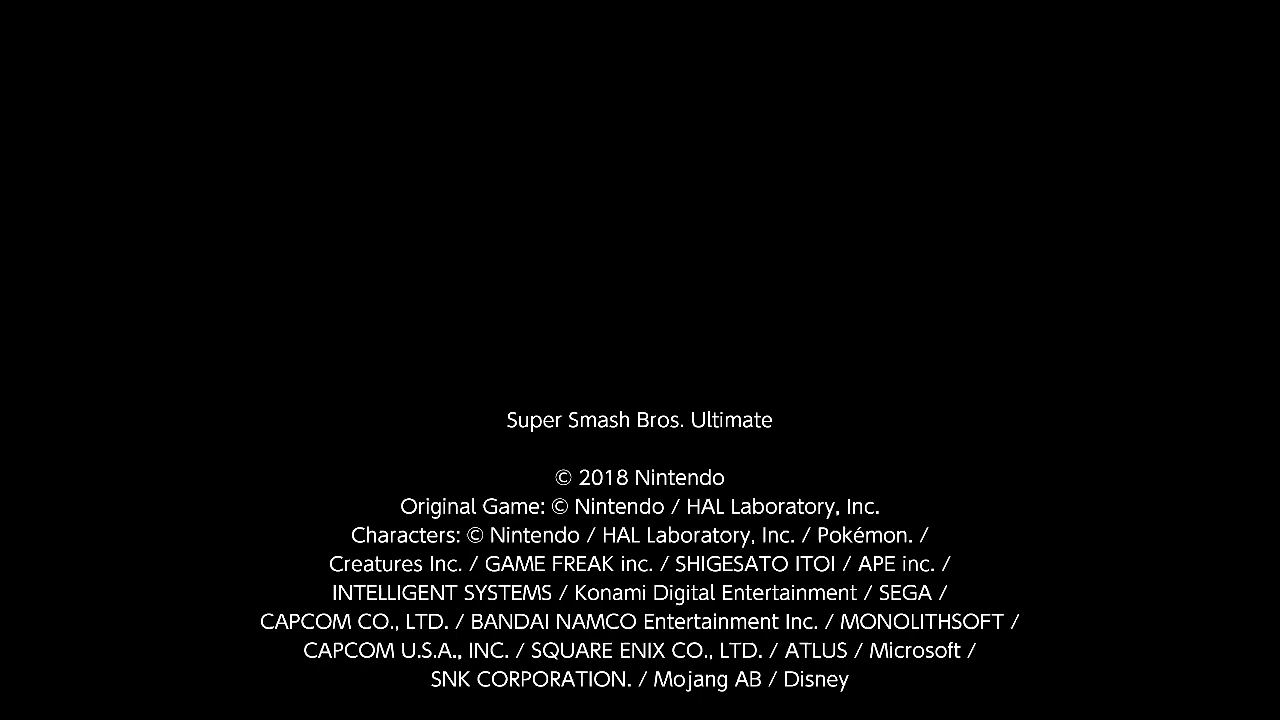 Super Smash Bros. Ultimate
© 2018 Nintendo
Original Game: © Nintendo / HAL Laboratory, Inc.
Characters: © Nintendo / HAL Laboratory, Inc. / Pokémon. /
Creatures Inc. / GAME FREAK inc. / SHIGESATO ITOI / APE inc. /
INTELLIGENT SYSTEMS / Konami Digital Entertainment / SEGA /
CAPCOM CO., LTD. / BANDAI NAMCO Entertainment Inc. / MONOLITHSOFT /
CAPCOM U.S.A., INC. / SQUARE ENIX CO., LTD. / ATLUS / Microsoft /
SNK CORPORATION. / Mojang AB / Disney